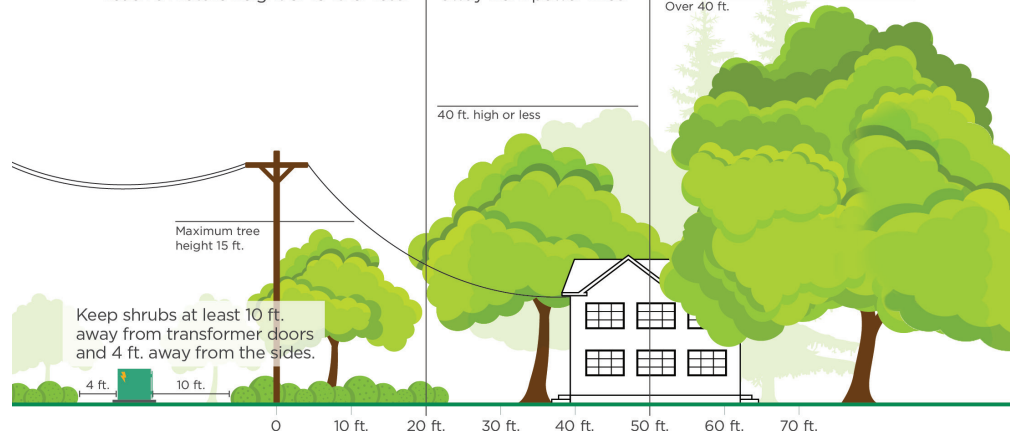 Over 40 ft.
40 ft. high or less
Maximum tree
height 15 ft.
Keep shrubs at least 10 ft.
away from transformer doors
and 4 ft. away from the sides.
4 ft.
10 ft.
0
10 ft.
20 ft.
30 ft.
40 ft.
50 ft.
60 ft.
70 ft.